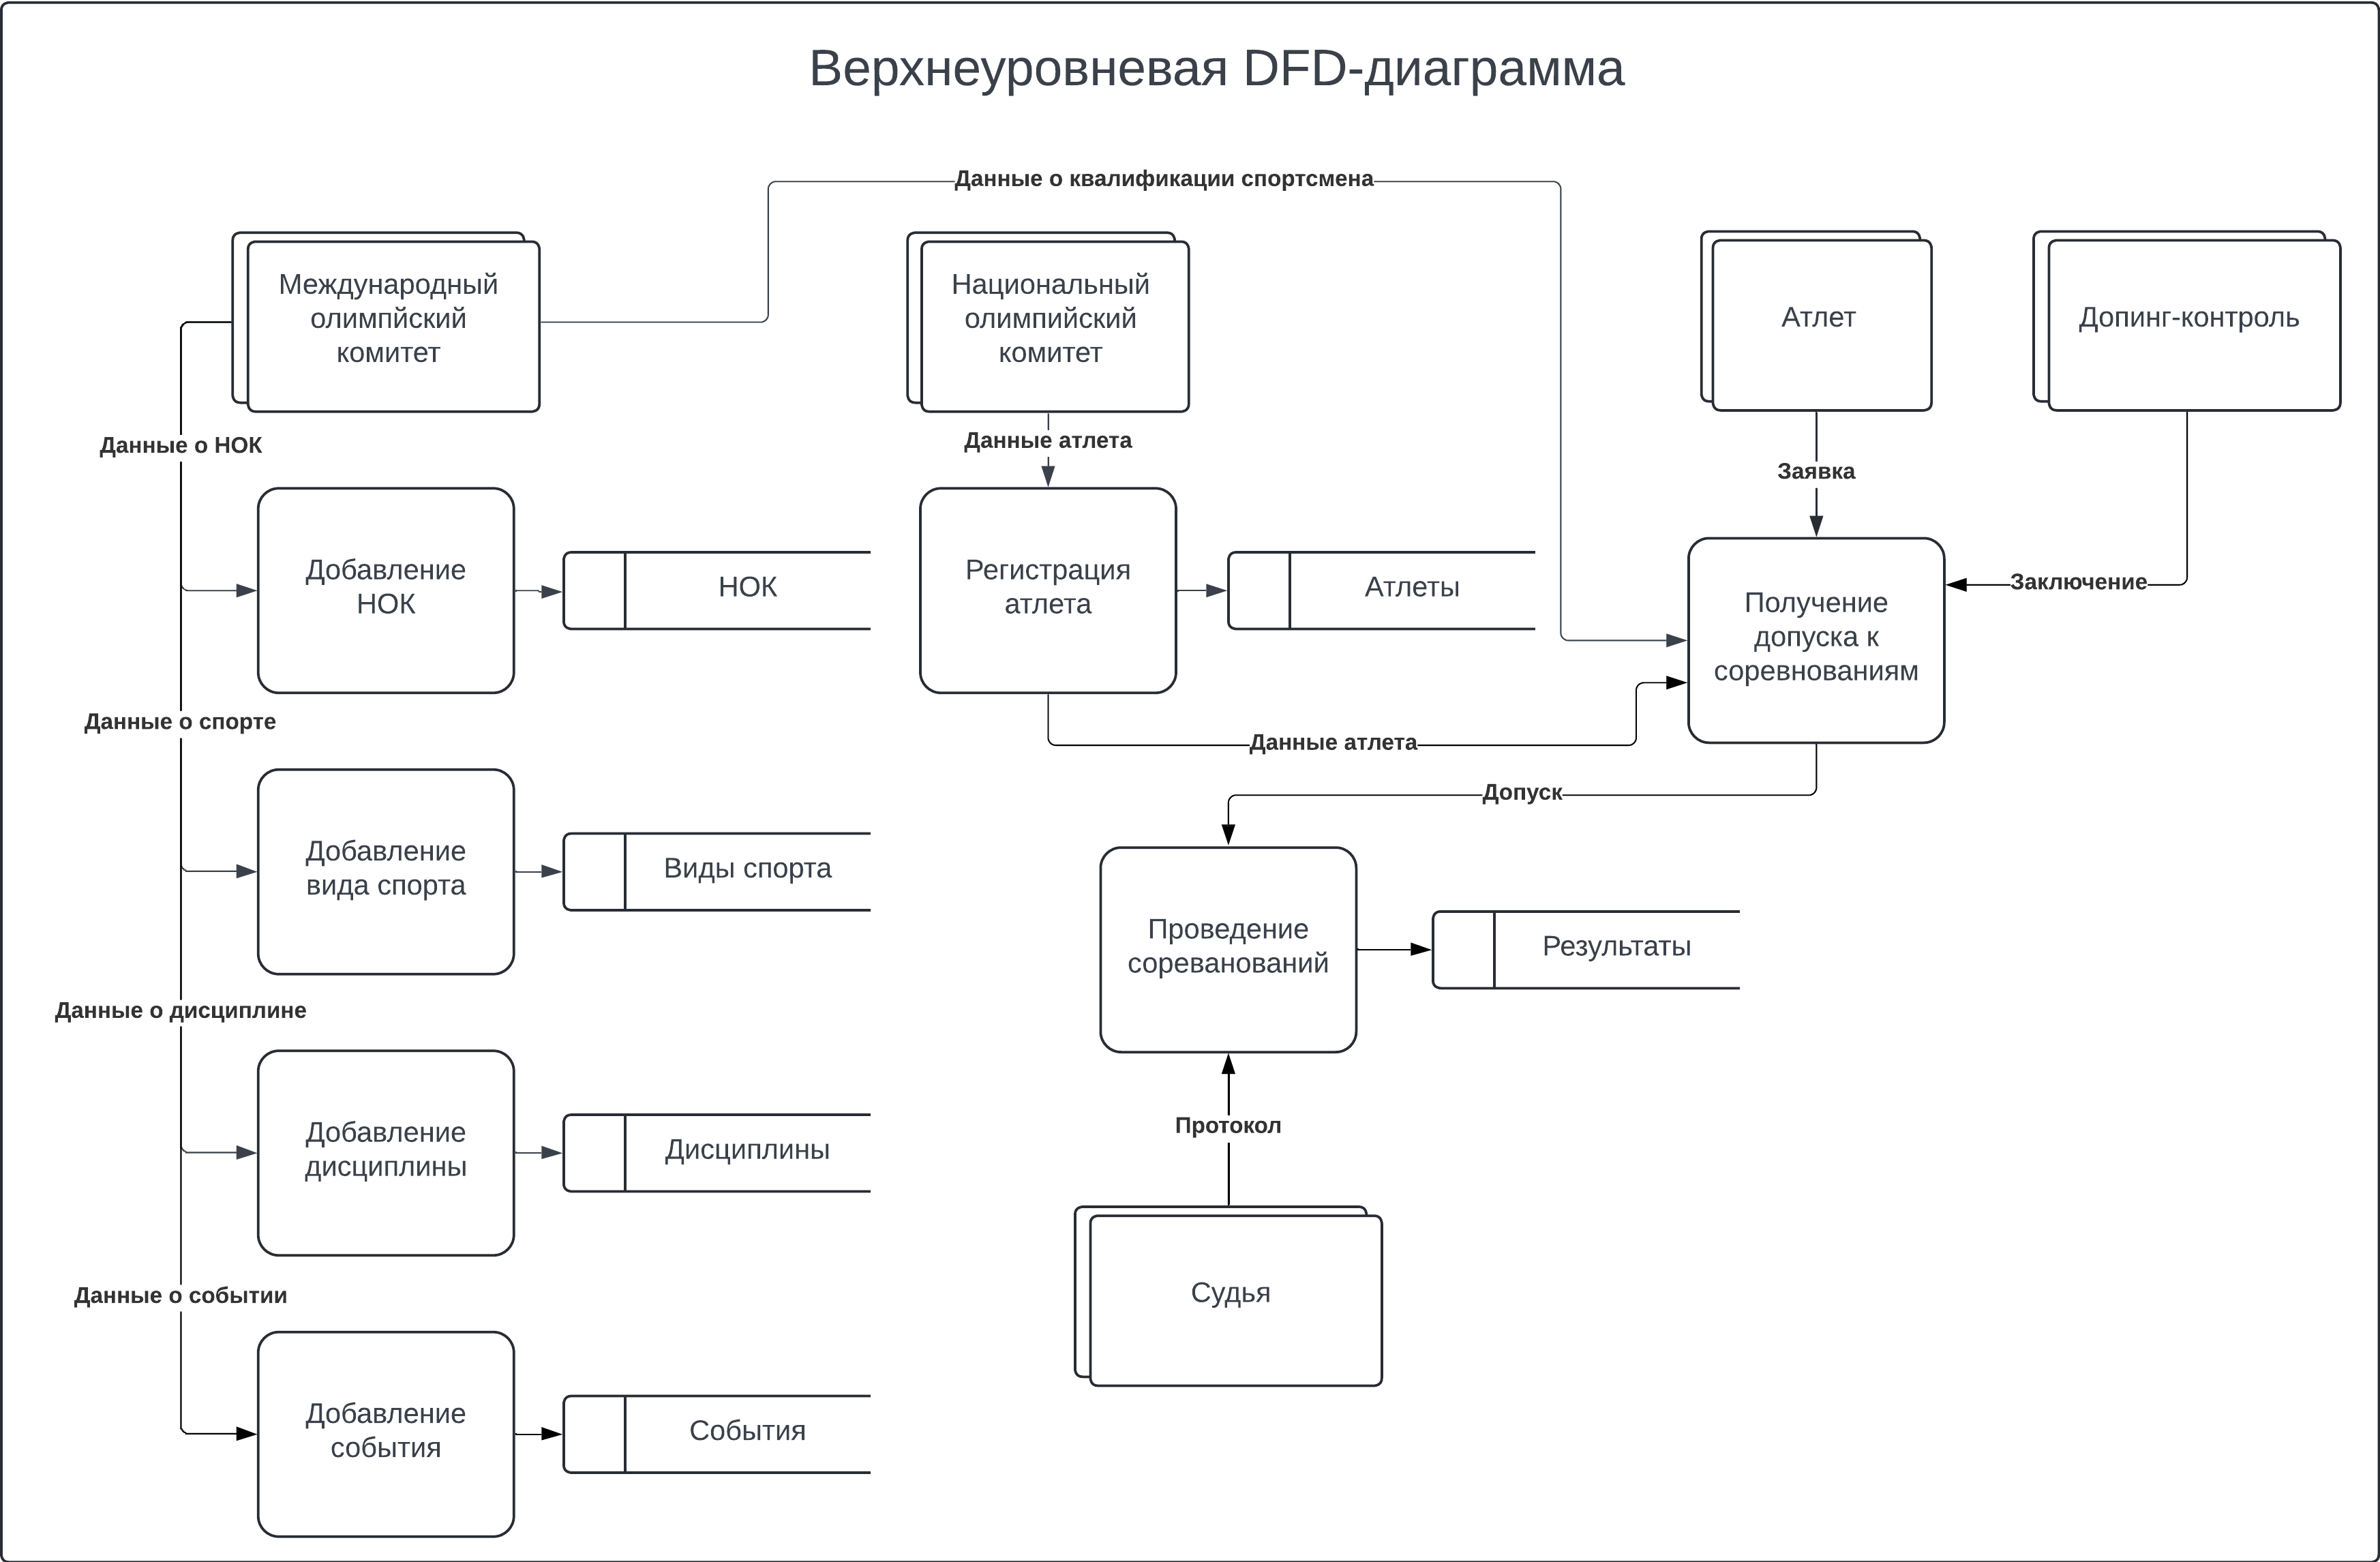 Верхнеуровневая DFD-диаграмма
Данные о квалификации спортсмена
Международный
олимпйский
комитет
Национальный
олимпийский
комитет
Атлет
Допинг-контроль
Данные о НОК
Данные атлета
Заявка
Добавление
НОК
НОК
Регистрация
атлета
Атлеты
Получение
допуска к
соревнованиям
Заключение
Данные о спорте
Данные атлета
Допуск
Добавление
вида спорта
Виды спорта
Проведение
сореванований
Результаты
Данные о дисциплине
Добавление
дисциплины
Дисциплины
Протокол
Данные о событии
Судья
Добавление
события
События